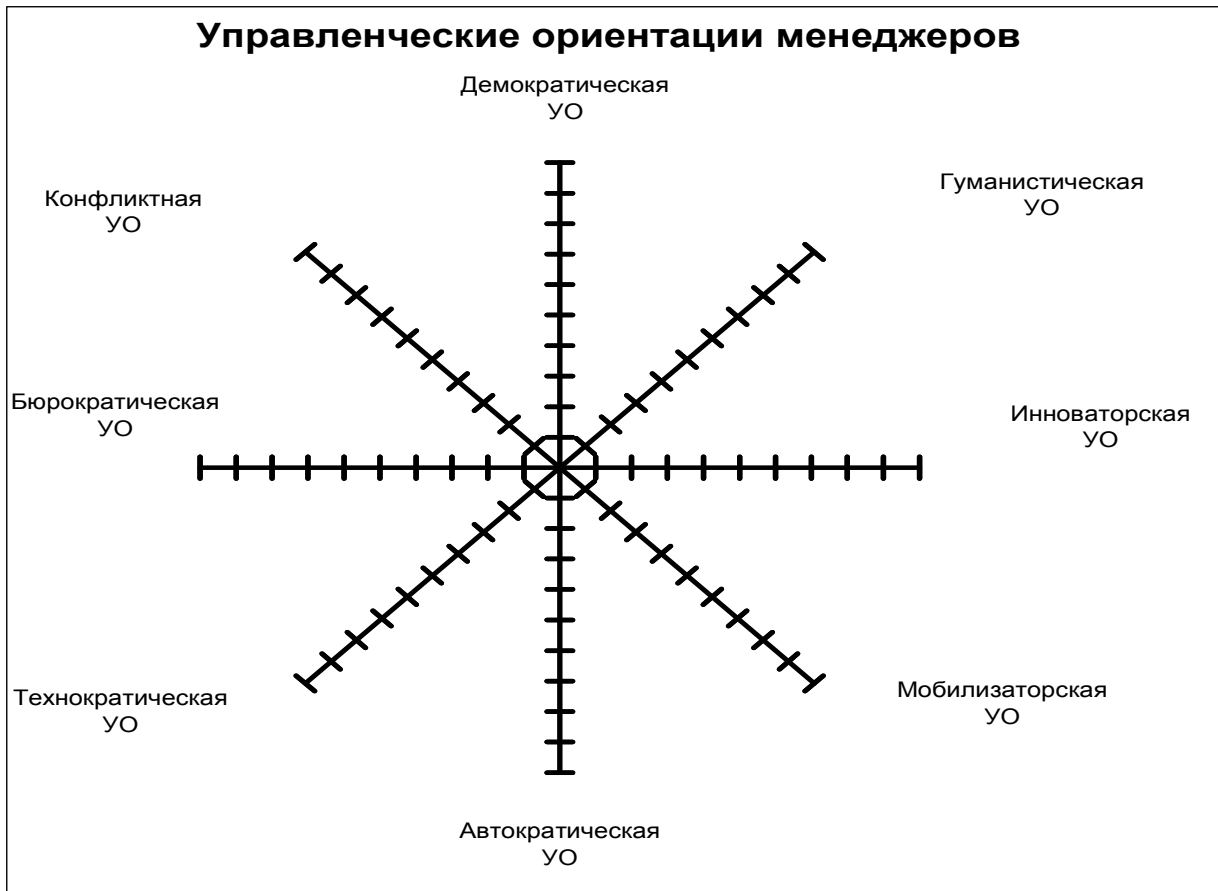 Управленческие ориентации менеджеров
Демократическая
УО
Гуманистическая
УО
Конфликтная
УО
Бюрократическая
УО
Инноваторская
УО
Технократическая
УО
Мобилизаторская
УО
Автократическая
УО